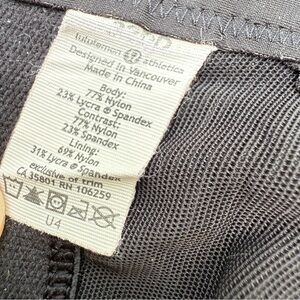 lululemon athletica
Designed in Vancouver
Made in China
Body:
77% Nylon
23% Lycra ® Spandex
Contrast:
77% Nylon
23% Spandex
Lining:
69% Nylon
31% Lycra ® Spandex
exclusive of trim
CA 35801 RN 106259
U4